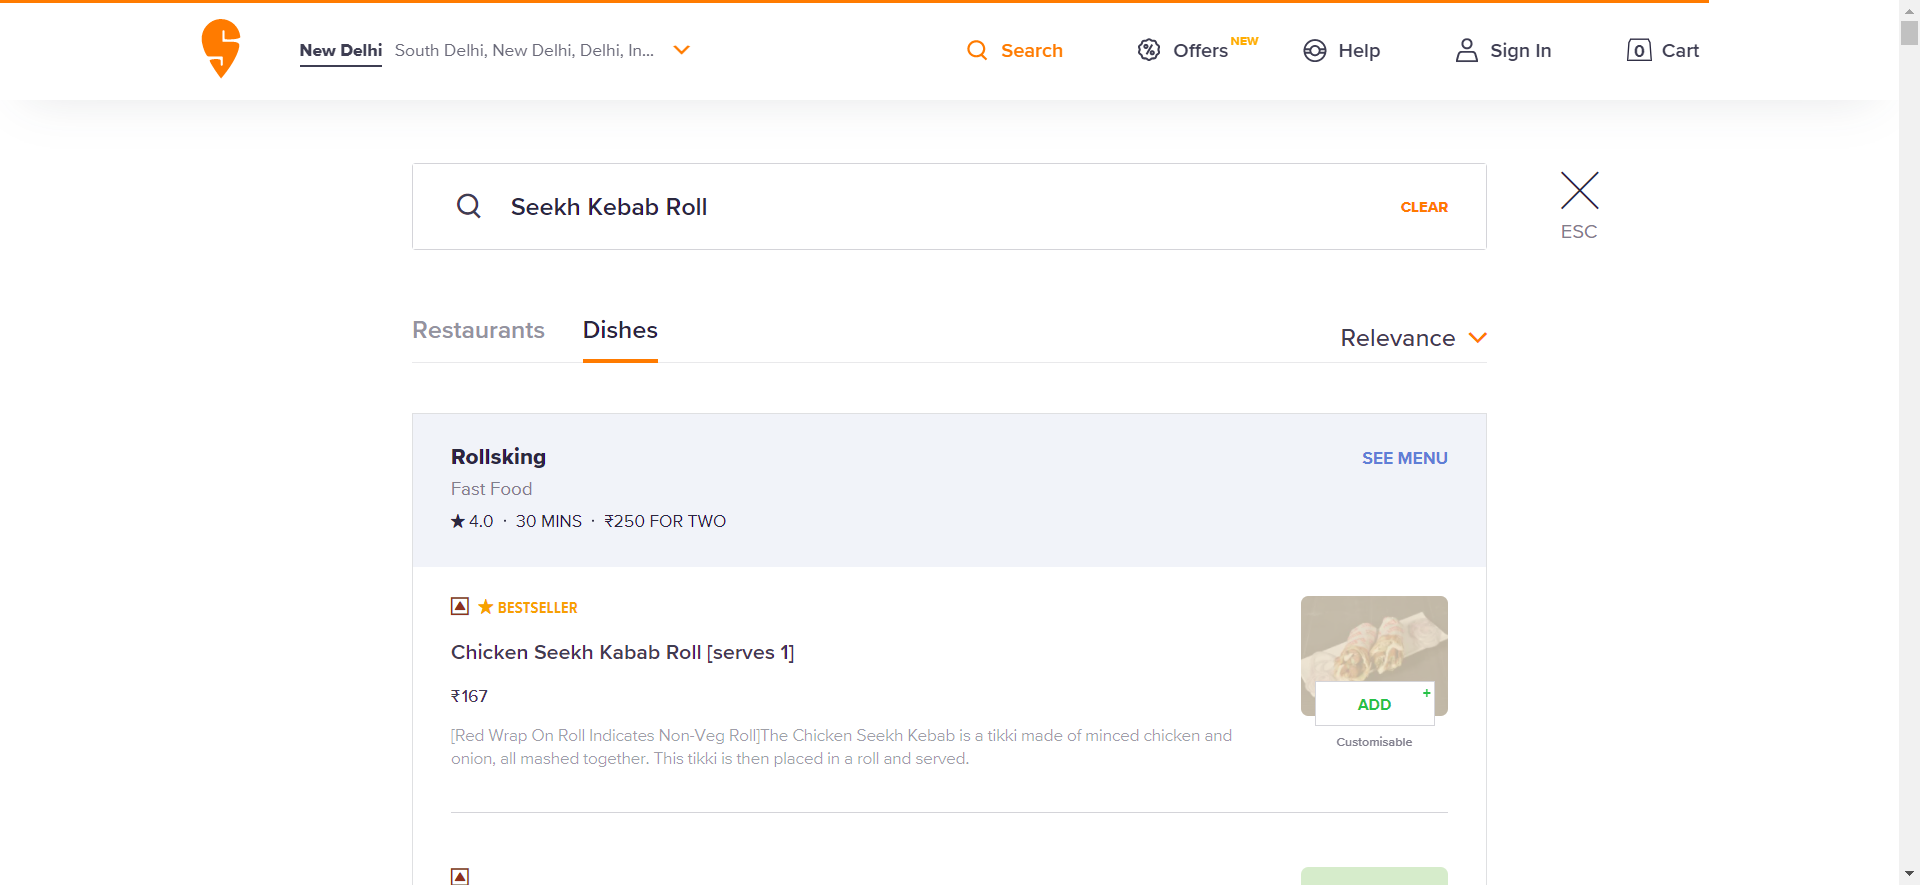 New Delhi South Delhi, New Delhi, Delhi, In...
Search
Offers NEW
Help
Sign In
0 Cart
Seekh Kebab Roll
CLEAR
ESC
Restaurants Dishes
Relevance
Rollsking
SEE MENU
Fast Food
4.0 · 30 MINS · ₹250 FOR TWO
BESTSELLER
Chicken Seekh Kabab Roll [serves 1]
₹167
[Red Wrap On Roll Indicates Non-Veg Roll]The Chicken Seekh Kebab is a tikki made of minced chicken and
onion, all mashed together. This tikki is then placed in a roll and served.
ADD +
Customisable